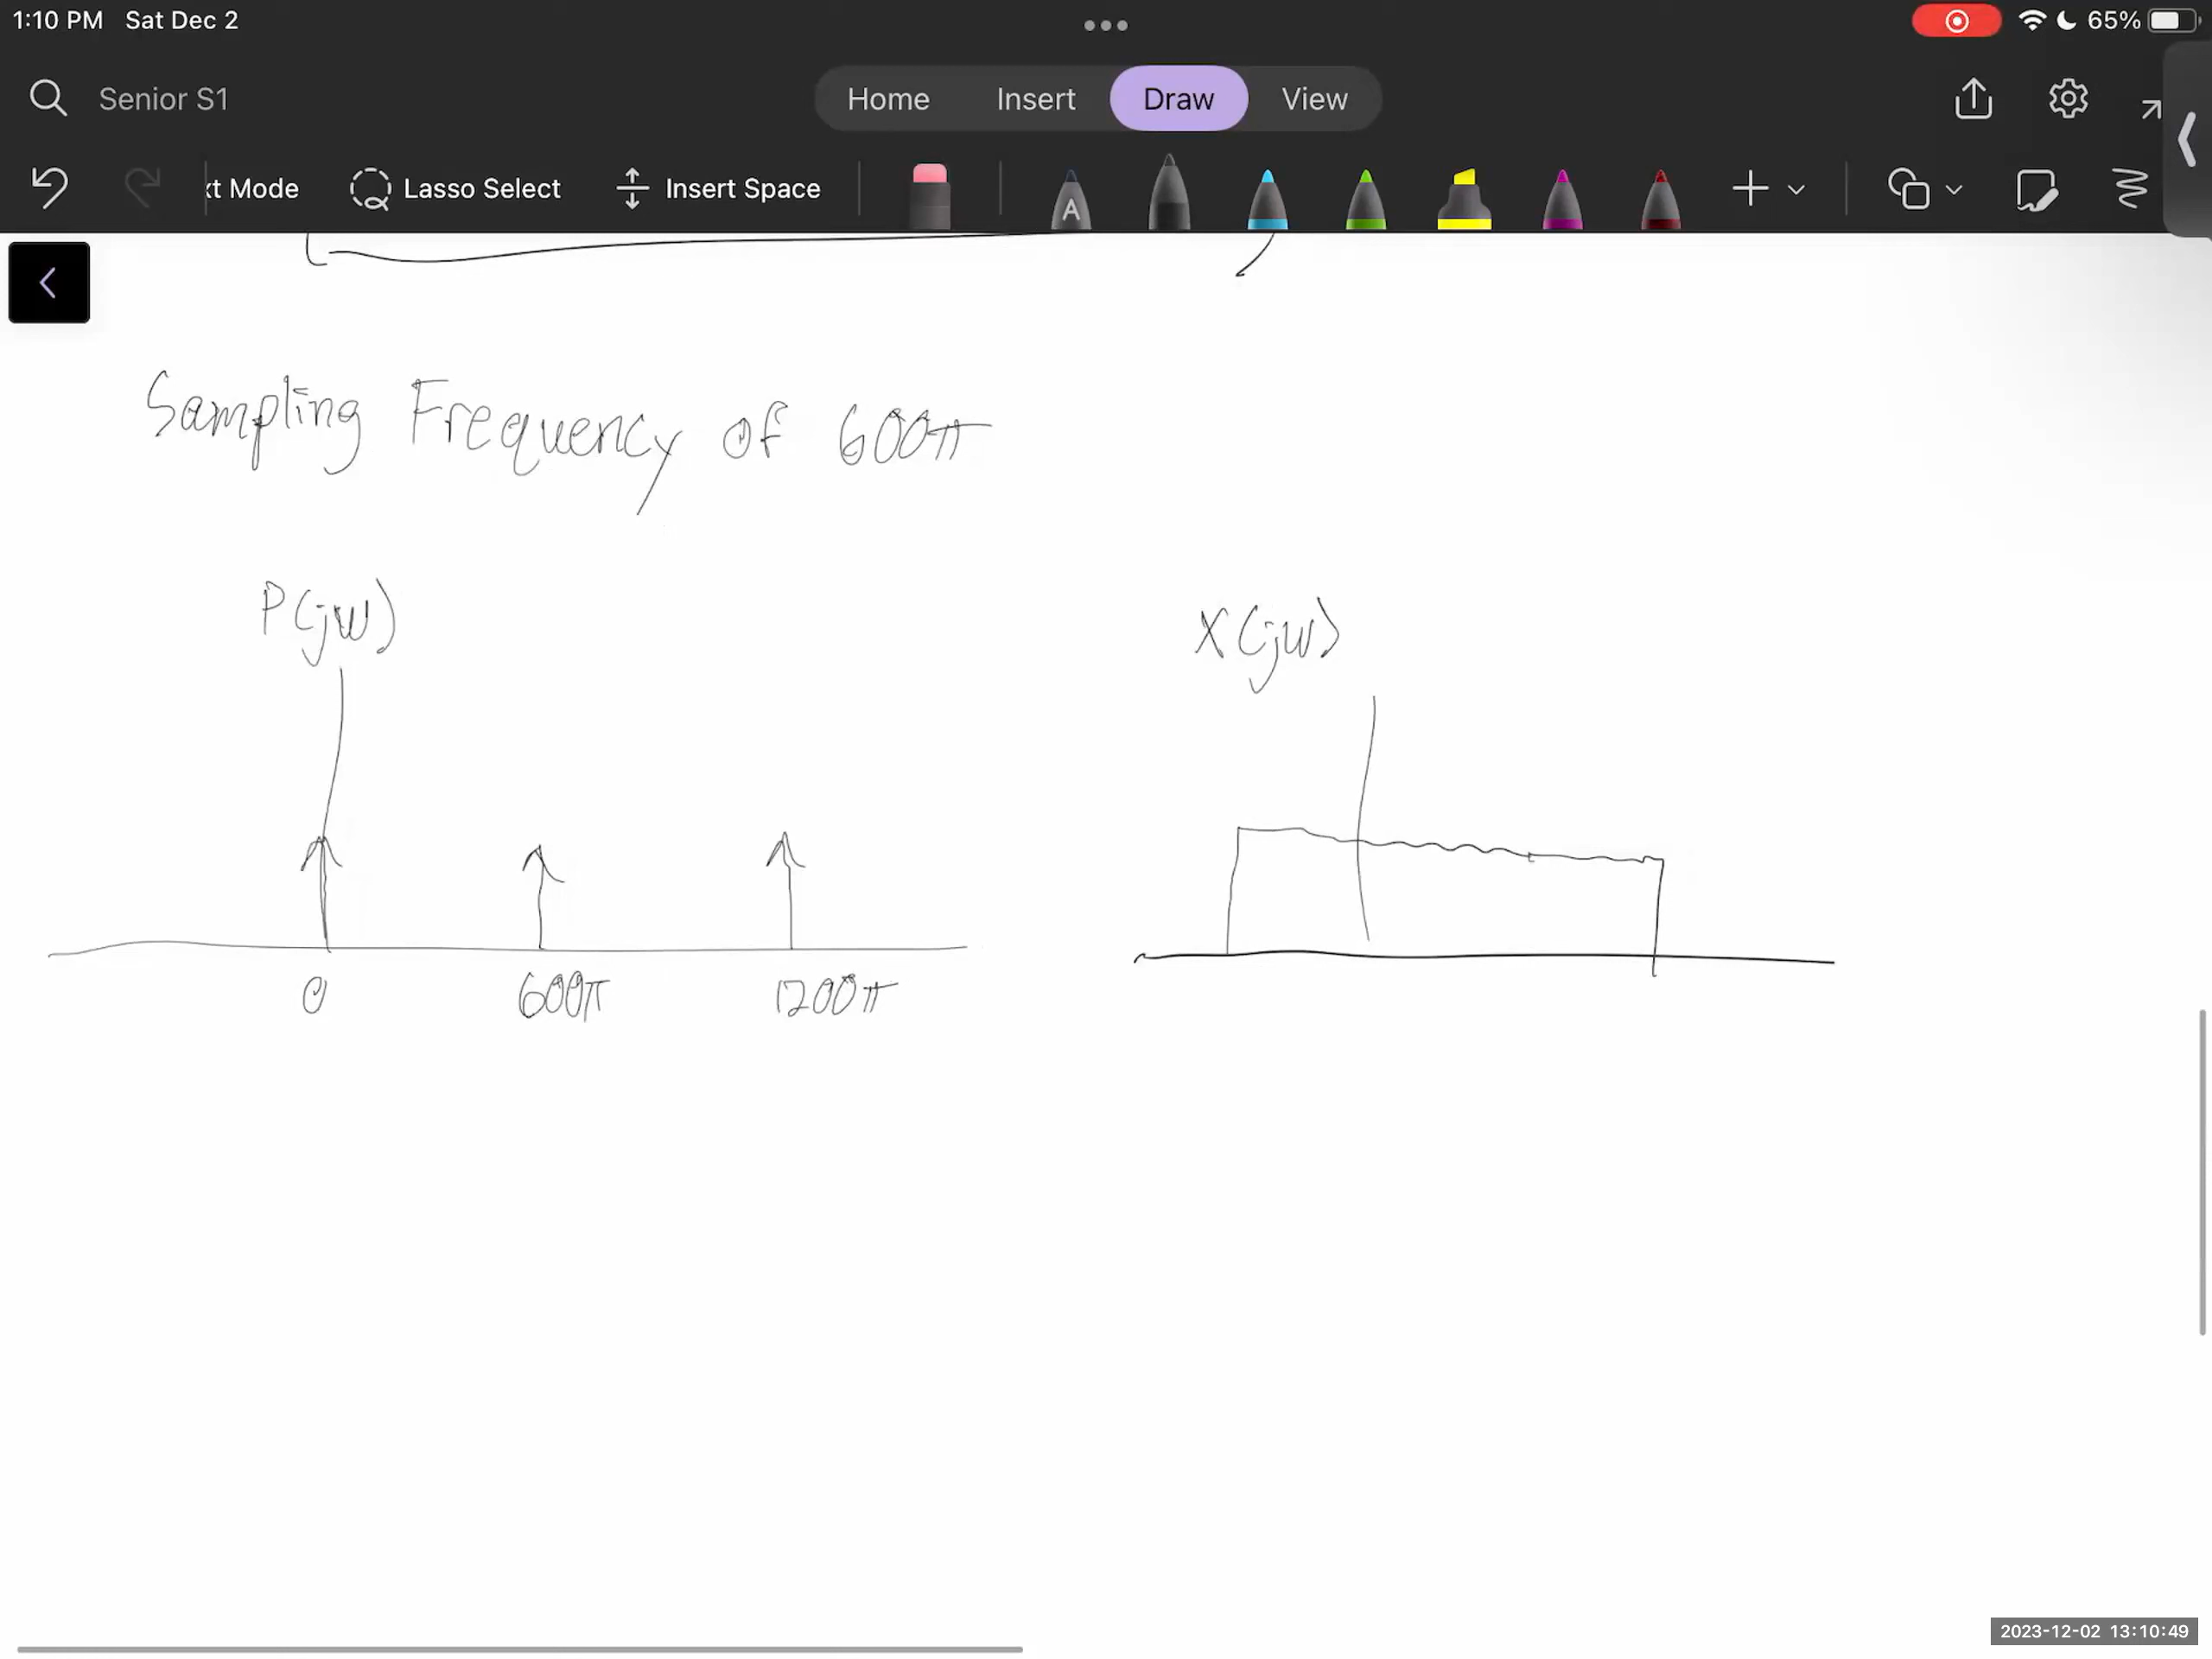 1:10 PM Sat Dec 2
65%
Senior S1
Home Insert Draw View
xt Mode Lasso Select Insert Space
A
Sampling Frequency of 600π
P(jw)
X(jw)
0 600π 1200π
2023-12-02 13:10:49